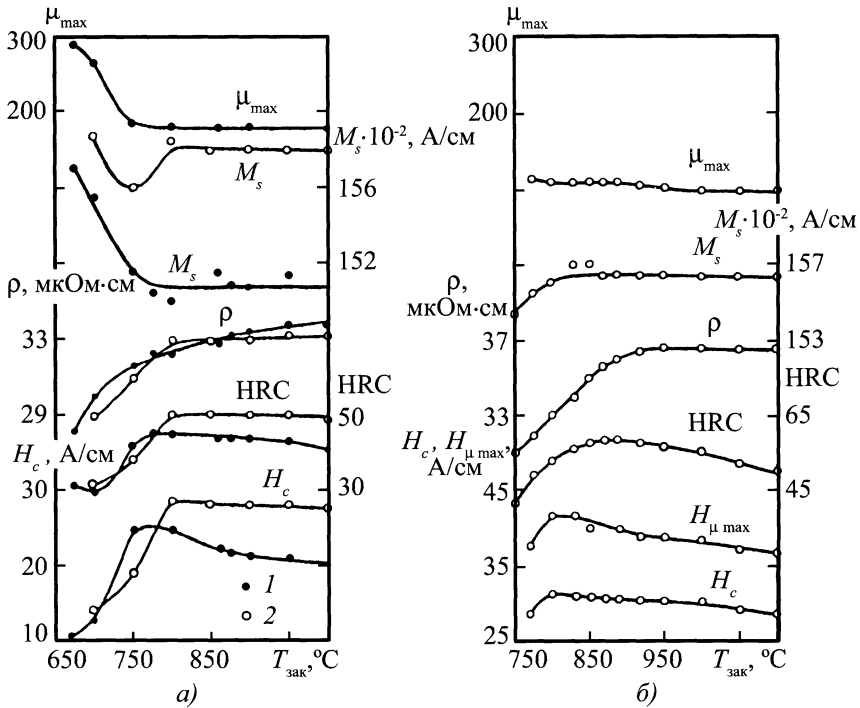 μmax
300
200
μmax
Ms·10-2, А/см
Ms
156
Ms
152
ρ, мкОм·см
ρ
33
HRC
HRC
29
50
Hc, А/см
30
30
Hc
20
1
2
10
650
750
850
Tзак, ºC
а)
μmax
300
200
μmax
Ms·10-2, А/см
Ms
157
ρ,
мкОм·см
ρ
37
153
HRC
33
65
HRC
Hc, Hμ max,
А/см
45
45
Hμ max
35
Hc
25
750
850
950
Tзак, ºC
б)